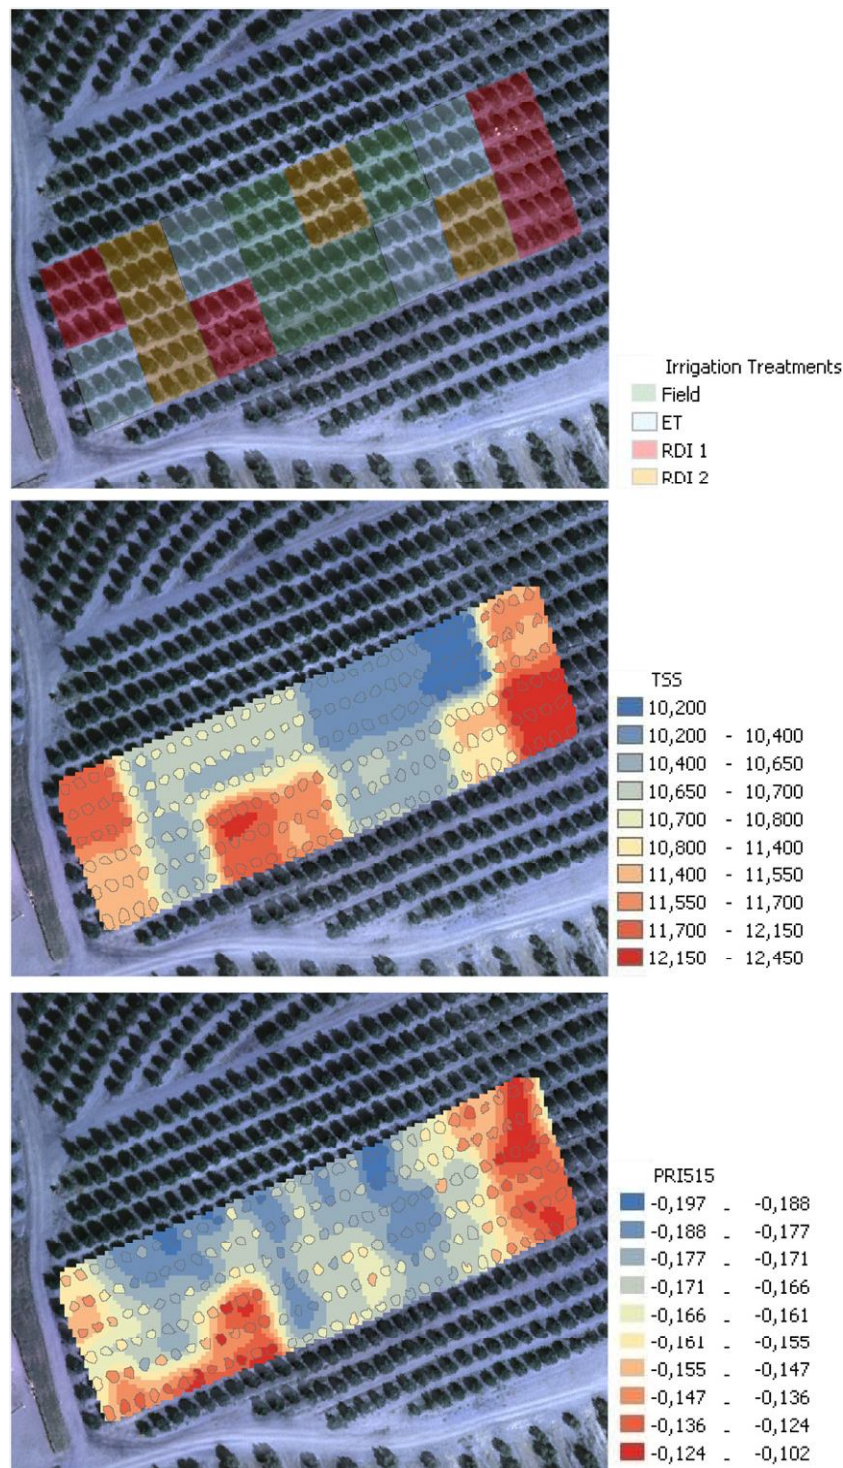 Irrigation Treatments
Field
ET
RDI 1
RDI 2
TSS
10,200
10,200 - 10,400
10,400 - 10,650
10,650 - 10,700
10,700 - 10,800
10,800 - 11,400
11,400 - 11,550
11,550 - 11,700
11,700 - 12,150
12,150 - 12,450
PRI515
-0,197 - -0,188
-0,188 - -0,177
-0,177 - -0,171
-0,171 - -0,166
-0,166 - -0,161
-0,161 - -0,155
-0,155 - -0,147
-0,147 - -0,136
-0,136 - -0,124
-0,124 - -0,102